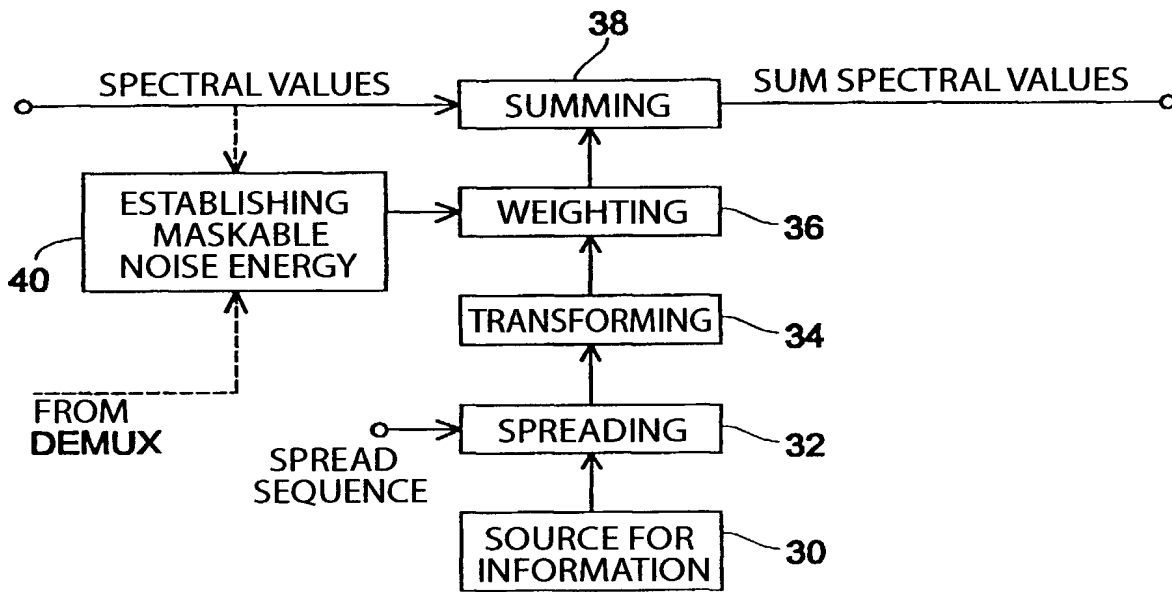 38
SPECTRAL VALUES
SUMMING
SUM SPECTRAL VALUES
ESTABLISHING
MASKABLE
NOISE ENERGY
40
WEIGHTING
36
TRANSFORMING
34
FROM
DEMUX
SPREADING
32
SPREAD
SEQUENCE
SOURCE FOR
INFORMATION
30